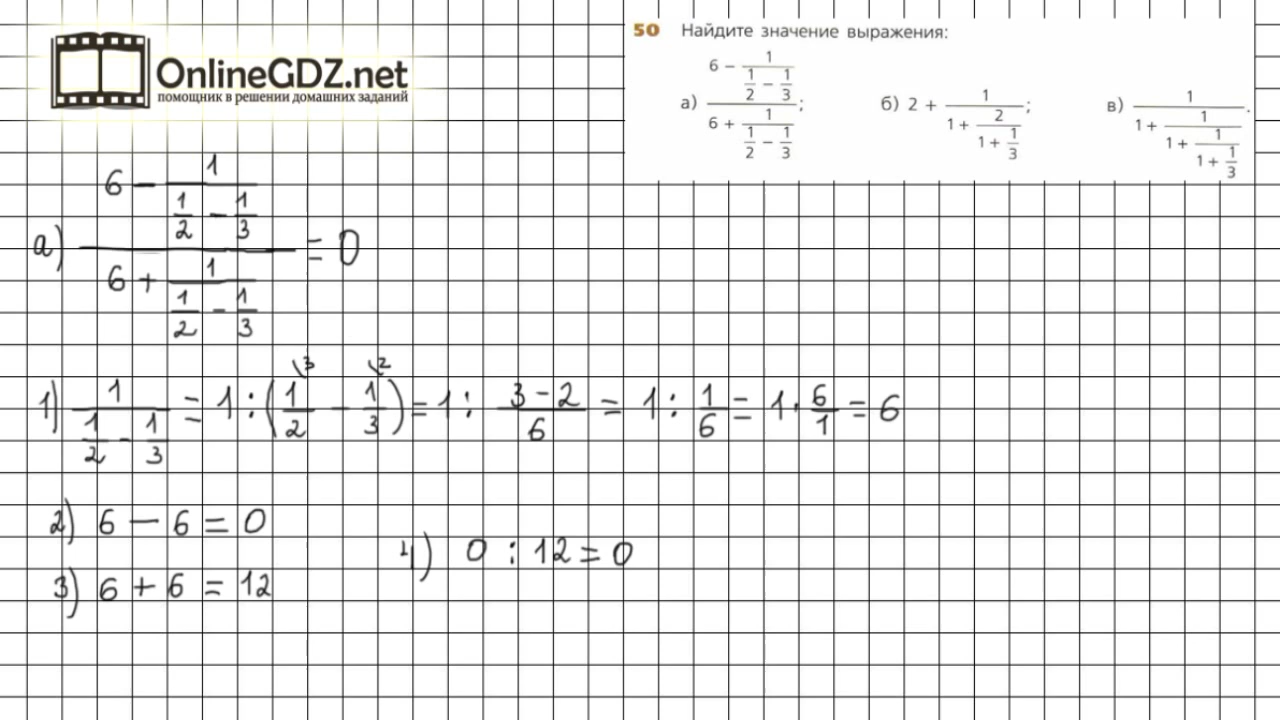 OnlineGDZ.net
помощник в решении домашних заданий
50 Найдите значение выражения:
а) (6 − 1/(1/2 − 1/3))/(6 + 1/(1/2 − 1/3)); б) 2 + 1/(1 + 2/(1 + 1/3)); в) 1/(1 + 1/(1 + 1/(1 + 1/3))).
а) (6 − 1/(1/2 − 1/3))/(6 + 1/(1/2 − 1/3)) = 0
1) 1/(1/2 − 1/3) = 1 : (1/2 \3 − 1/3 \2) = 1 : (3 − 2)/6 = 1 : 1/6 = 1 · 6/1 = 6
2) 6 − 6 = 0
3) 6 + 6 = 12
4) 0 : 12 = 0